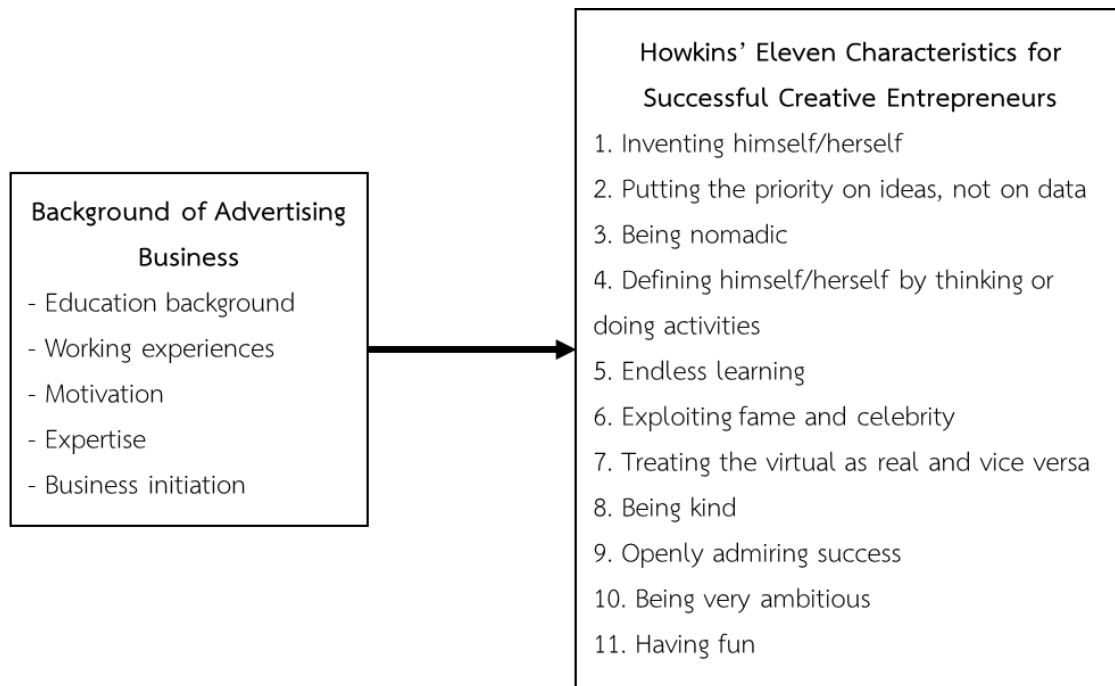 Background of Advertising
Business
- Education background
- Working experiences
- Motivation
- Expertise
- Business initiation
Howkins’ Eleven Characteristics for
Successful Creative Entrepreneurs
1. Inventing himself/herself
2. Putting the priority on ideas, not on data
3. Being nomadic
4. Defining himself/herself by thinking or
doing activities
5. Endless learning
6. Exploiting fame and celebrity
7. Treating the virtual as real and vice versa
8. Being kind
9. Openly admiring success
10. Being very ambitious
11. Having fun